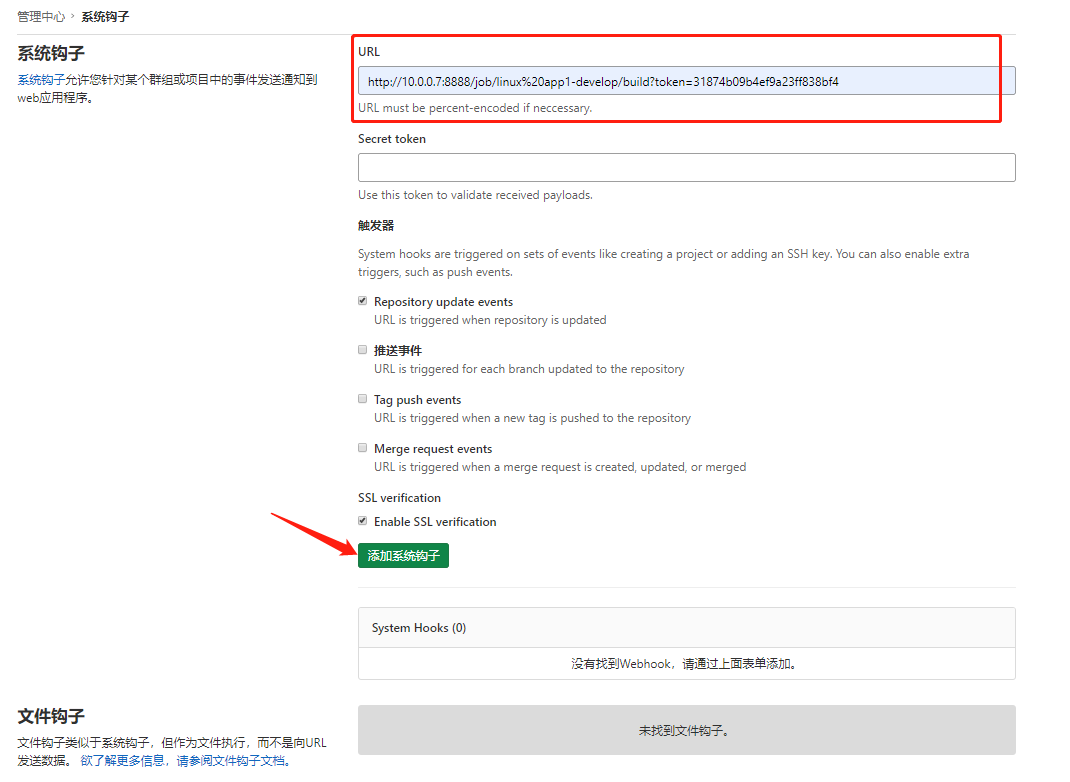 管理中心 › 系统钩子
系统钩子
系统钩子允许您针对某个群组或项目中的事件发送通知到
web应用程序。
URL
http://10.0.0.7:8888/job/linux%20app1-develop/build?token=31874b09b4ef9a23ff838bf4
URL must be percent-encoded if neccessary.
Secret token
Use this token to validate received payloads.
触发器
System hooks are triggered on sets of events like creating a project or adding an SSH key. You can also enable extra
triggers, such as push events.
Repository update events
URL is triggered when repository is updated
推送事件
URL is triggered for each branch updated to the repository
Tag push events
URL is triggered when a new tag is pushed to the repository
Merge request events
URL is triggered when a merge request is created, updated, or merged
SSL verification
Enable SSL verification
添加系统钩子
System Hooks (0)
没有找到Webhook，请通过上面表单添加。
文件钩子
文件钩子类似于系统钩子，但作为文件执行，而不是向URL
发送数据。 欲了解更多信息，请参阅文件钩子文档。
未找到文件钩子。